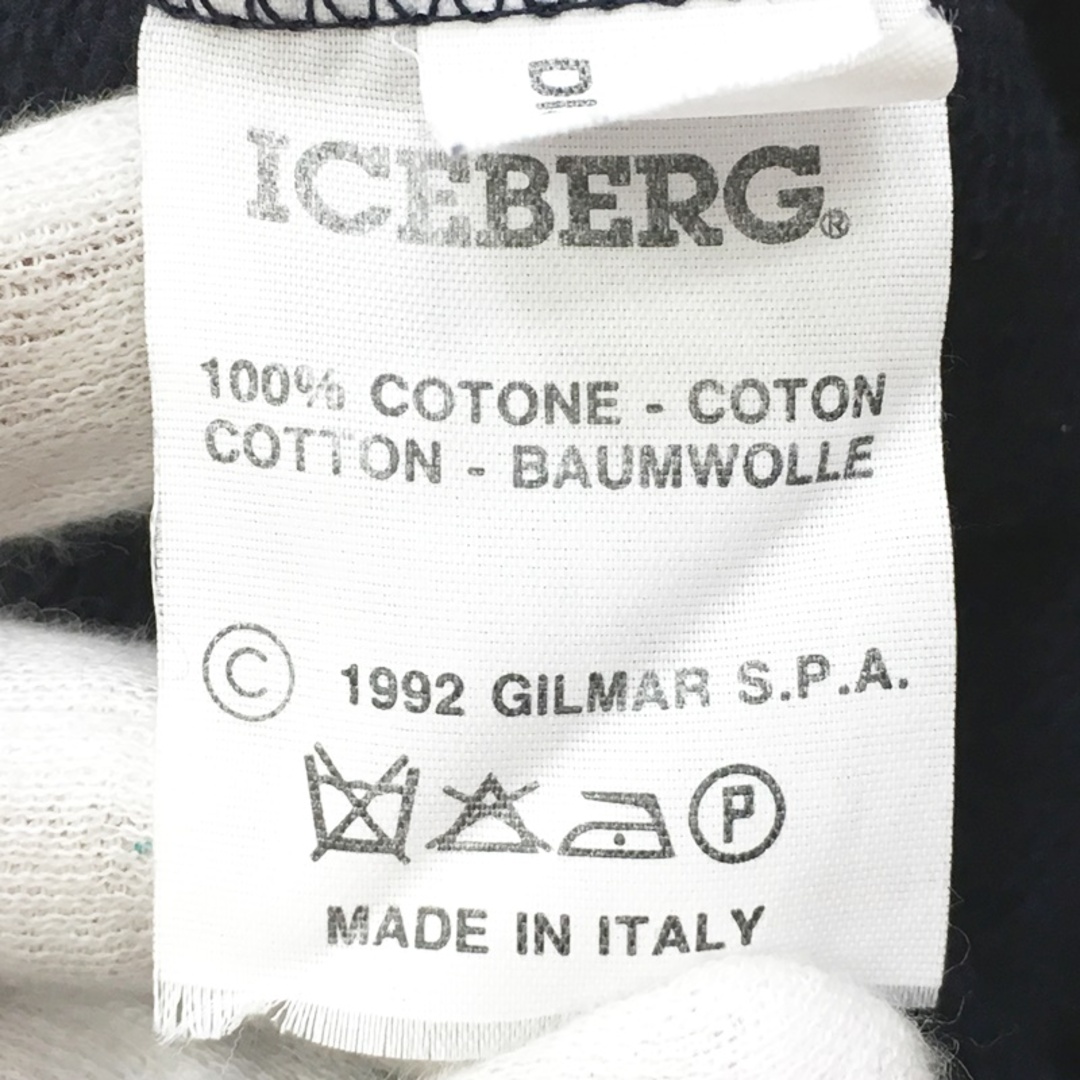 ICEBERG®
100% COTONE - COTON
COTTON - BAUMWOLLE
© 1992 GILMAR S.P.A.
P
MADE IN ITALY